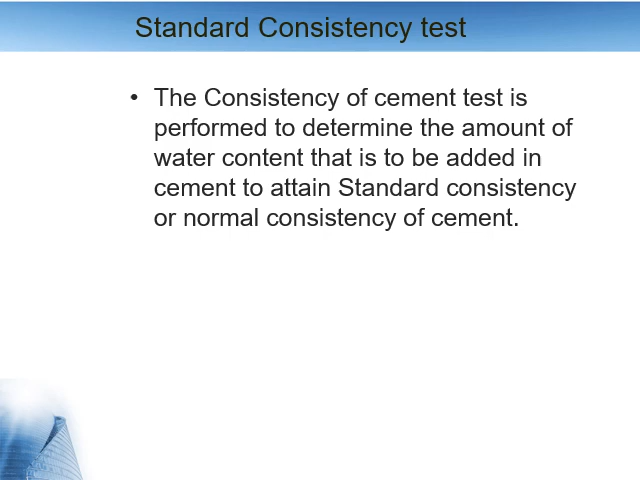 Standard Consistency test
• The Consistency of cement test is
performed to determine the amount of
water content that is to be added in
cement to attain Standard consistency
or normal consistency of cement.